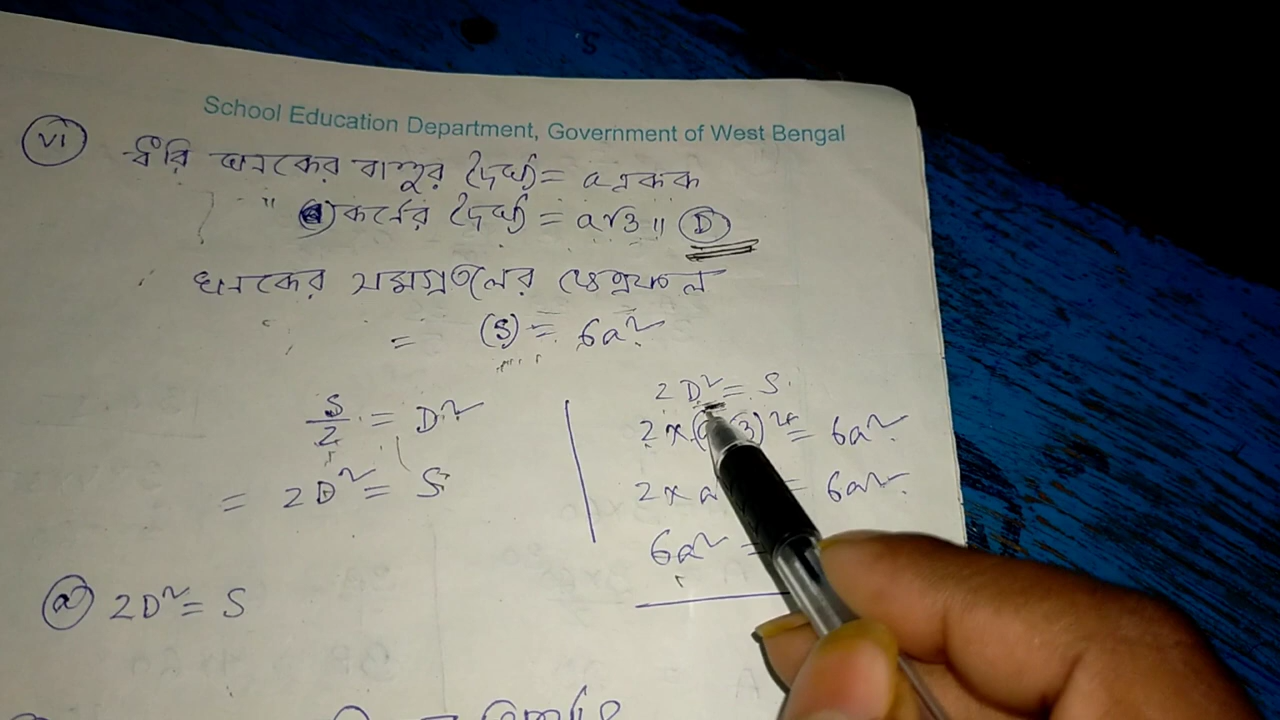 School Education Department, Government of West Bengal
vi ধরি ঘনকের বাহুর দৈর্ঘ্য = a একক
" কর্নের দৈর্ঘ্য = a√3 " D
ঘনকের সমগ্রতলের ক্ষেত্রফল
= (S) = 6a²
S/2 = D²
= 2D² = S
2D² = S
2 × ( 3)² = 6a²
2 × a = 6a²
6a² =
a 2D² = S